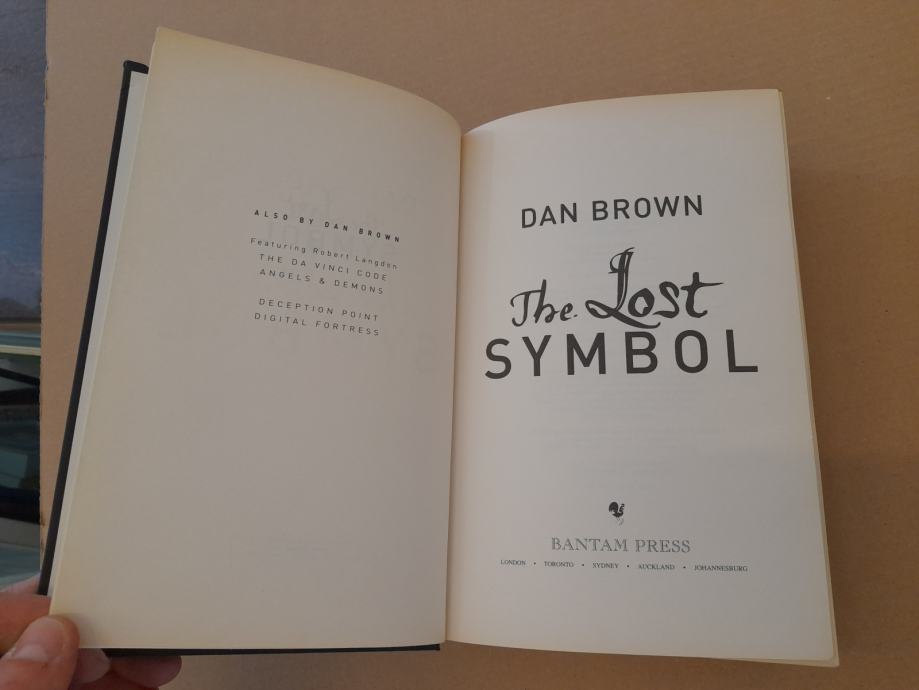 ALSO BY DAN BROWN
Featuring Robert Langdon
THE DA VINCI CODE
ANGELS & DEMONS
DECEPTION POINT
DIGITAL FORTRESS
DAN BROWN
The Lost
SYMBOL
BANTAM PRESS
LONDON • TORONTO • SYDNEY • AUCKLAND • JOHANNESBURG